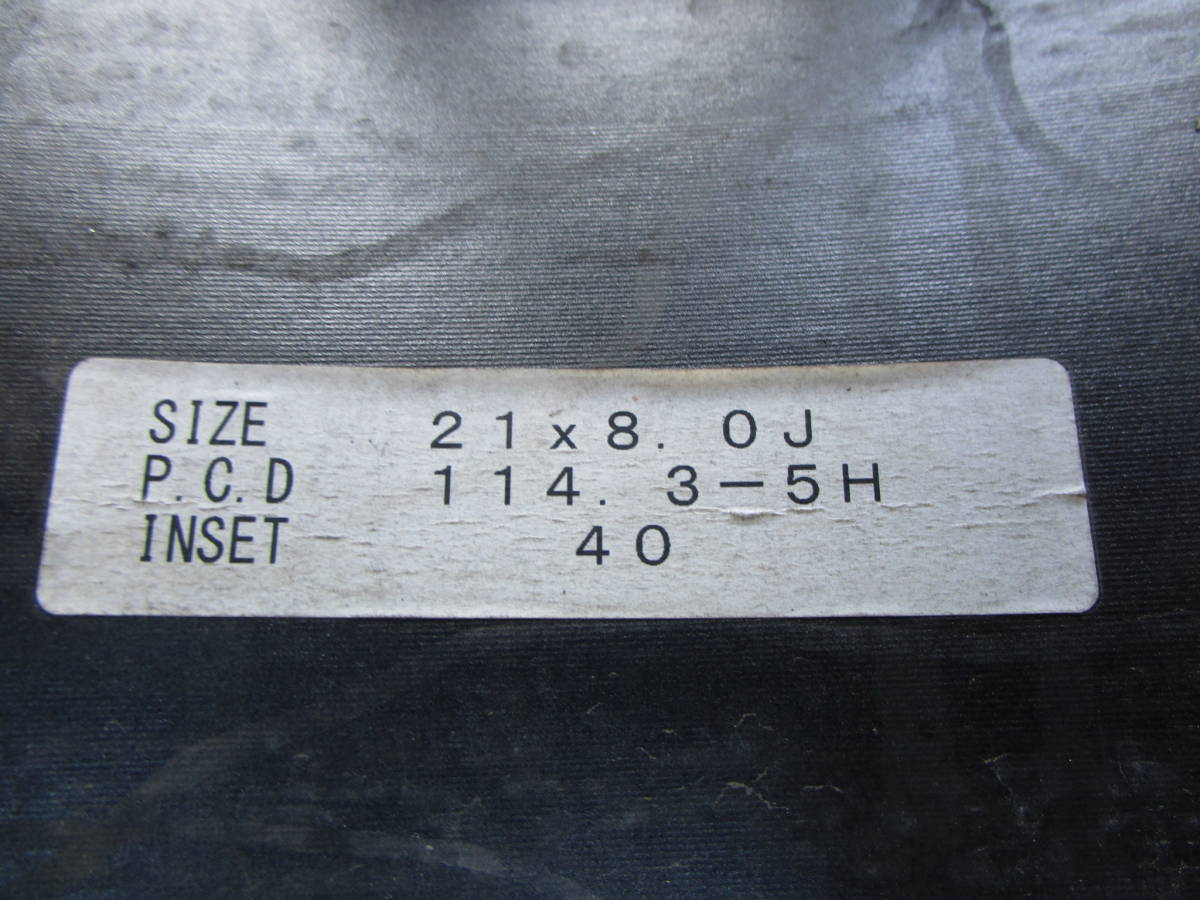 SIZE 21x8.0J
P.C.D 114.3-5H
INSET 40